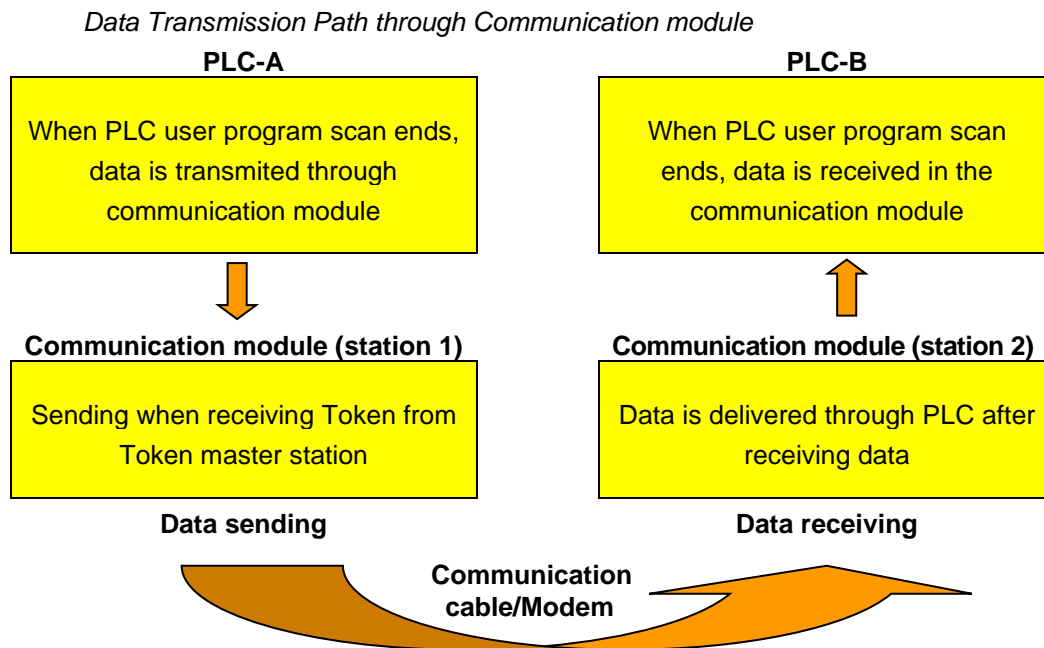 Data Transmission Path through Communication module
PLC-A
When PLC user program scan ends,
data is transmited through
communication module
Communication module (station 1)
Sending when receiving Token from
Token master station
Data sending
PLC-B
When PLC user program scan
ends, data is received in the
communication module
Communication module (station 2)
Data is delivered through PLC after
receiving data
Data receiving
Communication
cable/Modem